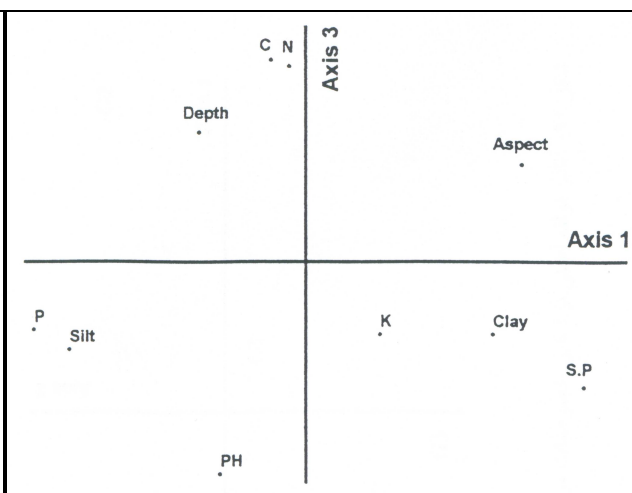 C N
Axis 3
Depth
Aspect
Axis 1
P
Silt
K
Clay
S.P
PH